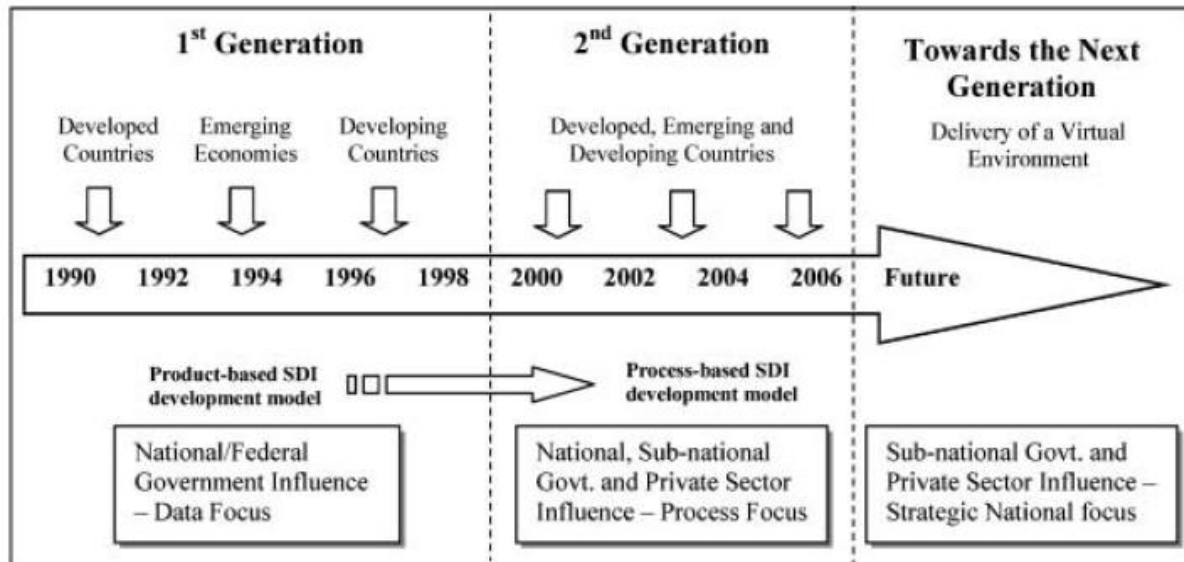 1st Generation
Developed
Countries
Emerging
Economies
Developing
Countries
2nd Generation
Developed, Emerging and
Developing Countries
Towards the Next
Generation
Delivery of a Virtual
Environment
1990 1992 1994 1996 1998 2000 2002 2004 2006 Future
Product-based SDI
development model
Process-based SDI
development model
National/Federal
Government Influence
– Data Focus
National, Sub-national
Govt. and Private Sector
Influence – Process Focus
Sub-national Govt. and
Private Sector Influence –
Strategic National focus